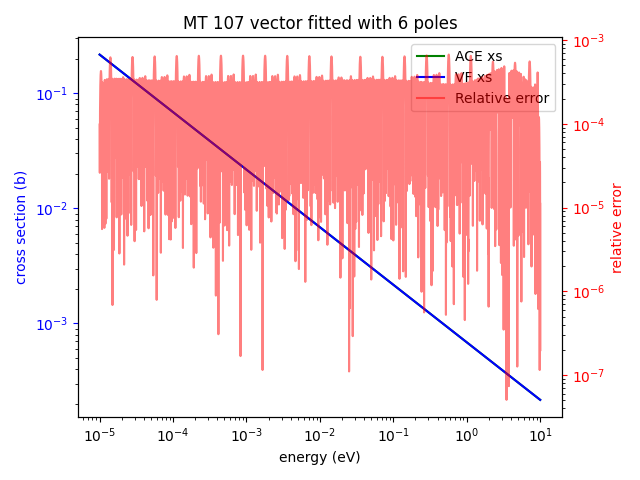 MT 107 vector fitted with 6 poles
ACE xs
VF xs
Relative error
10⁻¹
10⁻²
10⁻³
cross section (b)
10⁻³
10⁻⁴
10⁻⁵
10⁻⁶
10⁻⁷
relative error
10⁻⁵ 10⁻⁴ 10⁻³ 10⁻² 10⁻¹ 10⁰ 10¹
energy (eV)